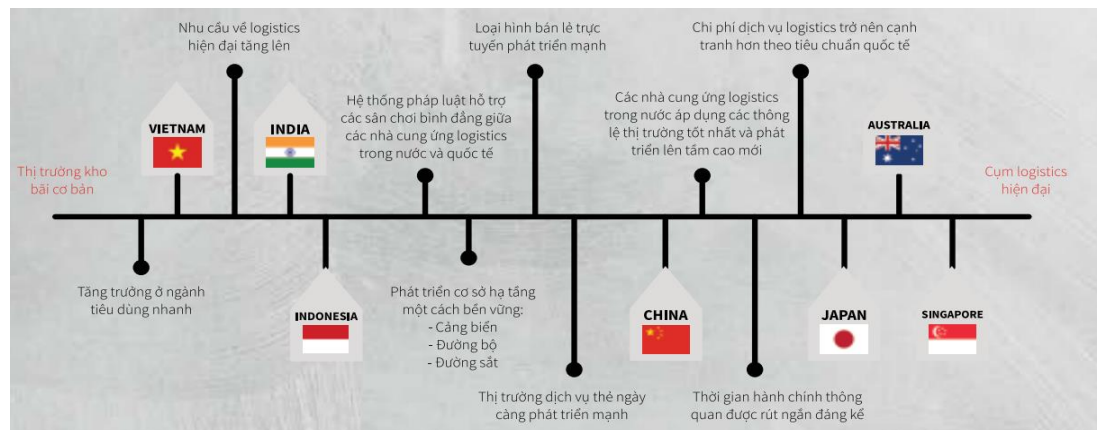 Nhu cầu về logistics
hiện đại tăng lên
Loại hình bán lẻ trực
tuyến phát triển mạnh
Chi phí dịch vụ logistics trở nên cạnh
tranh hơn theo tiêu chuẩn quốc tế
Hệ thống pháp luật hỗ trợ
các sân chơi bình đẳng giữa
các nhà cung ứng logistics
trong nước và quốc tế
Các nhà cung ứng logistics
trong nước áp dụng các thông
lệ thị trường tốt nhất và phát
triển lên tầm cao mới
VIETNAM
INDIA
AUSTRALIA
Thị trường kho
bãi cơ bản
Cụm logistics
hiện đại
Tăng trưởng ở ngành
tiêu dùng nhanh
INDONESIA
Phát triển cơ sở hạ tầng
một cách bền vững:
- Cảng biển
- Đường bộ
- Đường sắt
CHINA
JAPAN
SINGAPORE
Thị trường dịch vụ thẻ ngày
càng phát triển mạnh
Thời gian hành chính thông
quan được rút ngắn đáng kể